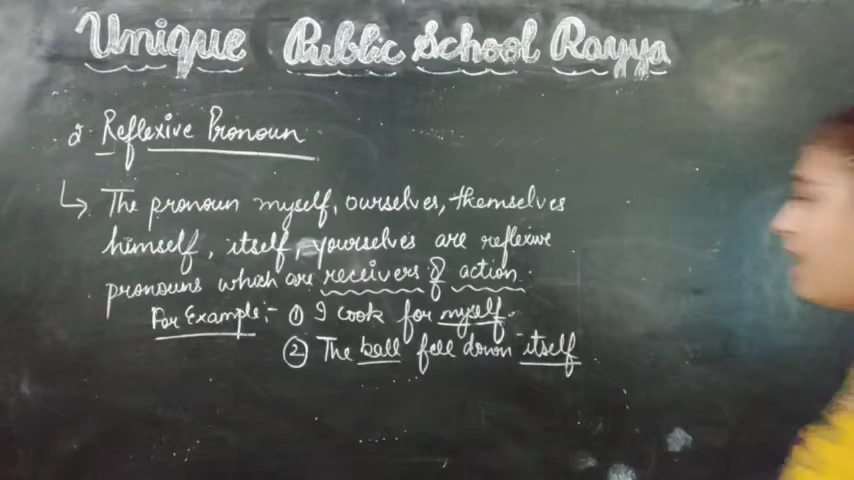 Unique Public School Rayya
Reflexive Pronoun
↳ The pronoun myself, ourselves, themselves
himself, itself, yourselves are reflexive
pronouns which are receivers of action.
For Example:- ① I cook for myself.
② The ball fell down itself